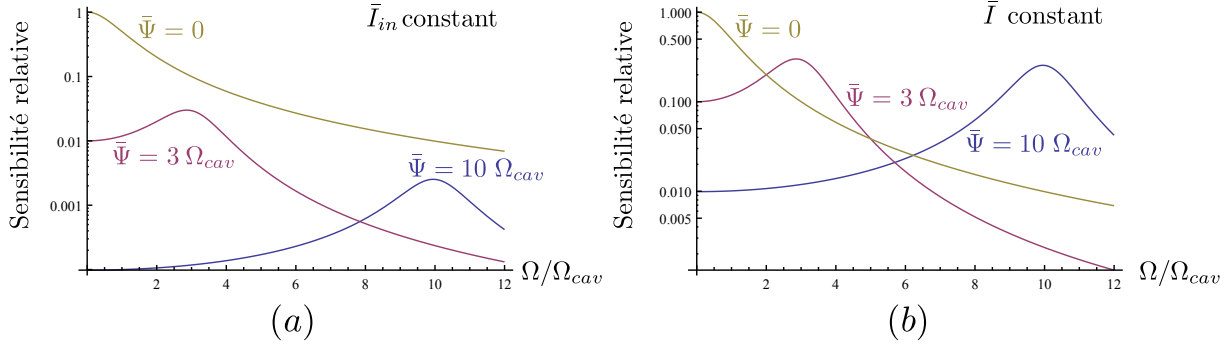 Sensibilité relative
1
0.1
0.01
0.001
Ψ̄ = 0
Ī_in constant
Ψ̄ = 3 Ω_cav
Ψ̄ = 10 Ω_cav
2 4 6 8 10 12
Ω/Ω_cav
(a)
Sensibilité relative
1.000
0.500
0.100
0.050
0.010
0.005
Ψ̄ = 0
Ī constant
Ψ̄ = 3 Ω_cav
Ψ̄ = 10 Ω_cav
2 4 6 8 10 12
Ω/Ω_cav
(b)